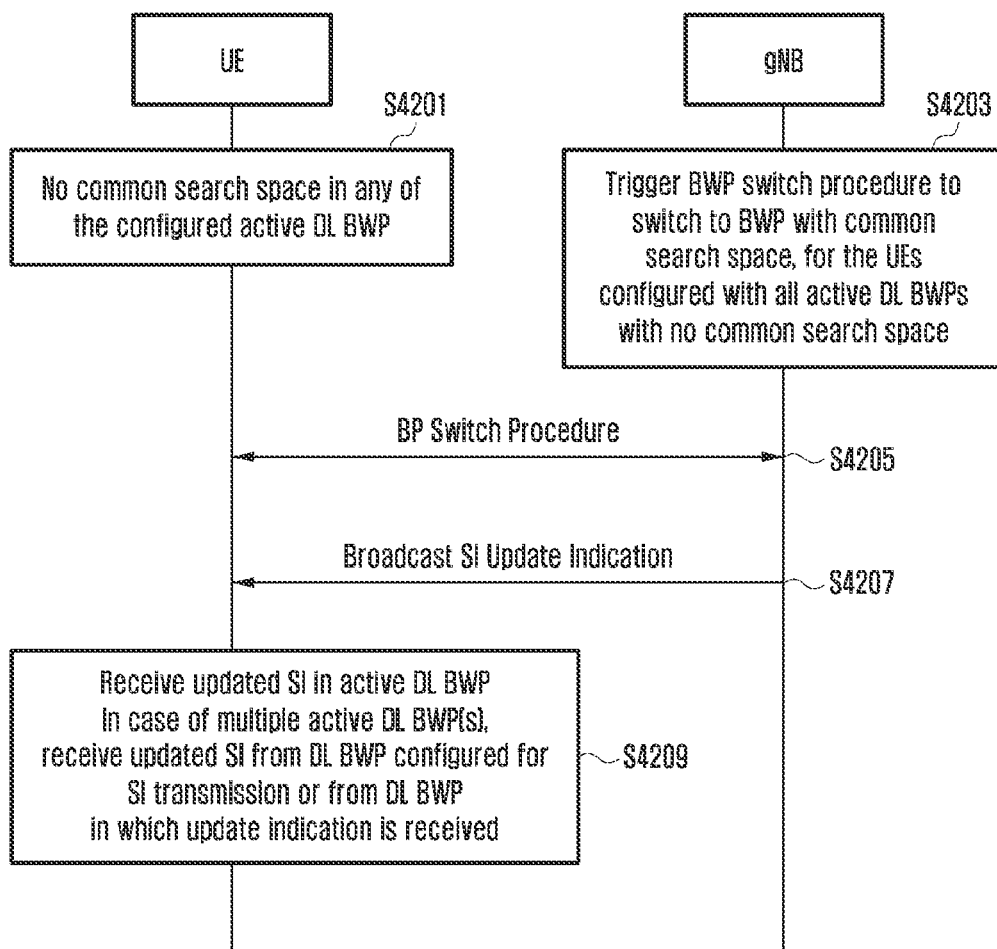 UE
gNB
S4201
S4203
No common search space in any of
the configured active DL BWP
Trigger BWP switch procedure to
switch to BWP with common
search space, for the UEs
configured with all active DL BWPs
with no common search space
BP Switch Procedure
S4205
Broadcast SI Update Indication
S4207
Receive updated SI in active DL BWP
In case of multiple active DL BWP(s),
receive updated SI from DL BWP configured for
SI transmission or from DL BWP
in which update indication is received
S4209